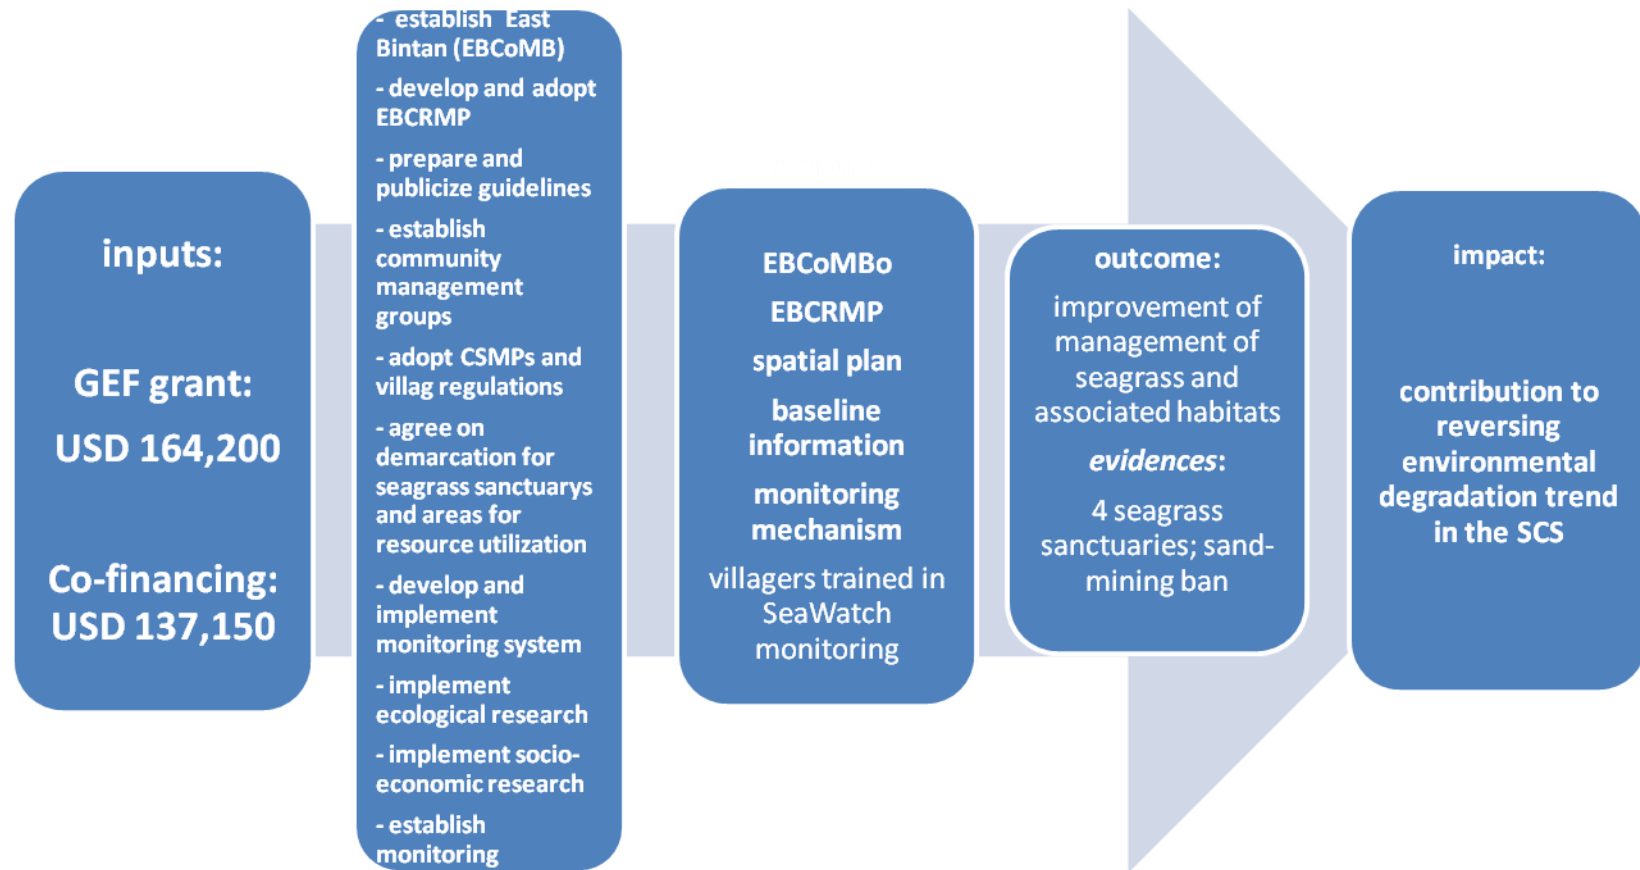 inputs:
GEF grant:
USD 164,200
Co-financing:
USD 137,150
- establish East
Bintan (EBCoMB)
- develop and adopt
EBCRMP
- prepare and
publicize guidelines
- establish
community
management
groups
- adopt CSMPs and
villag regulations
- agree on
demarcation for
seagrass sanctuarys
and areas for
resource utilization
- develop and
implement
monitoring system
- implement
ecological research
- implement socio-
economic research
- establish
monitoring
EBCoMBo
EBCRMP
spatial plan
baseline
information
monitoring
mechanism
villagers trained in
SeaWatch
monitoring
outcome:
improvement of
management of
seagrass and
associated habitats
evidences:
4 seagrass
sanctuaries; sand-
mining ban
impact:
contribution to
reversing
environmental
degradation trend
in the SCS